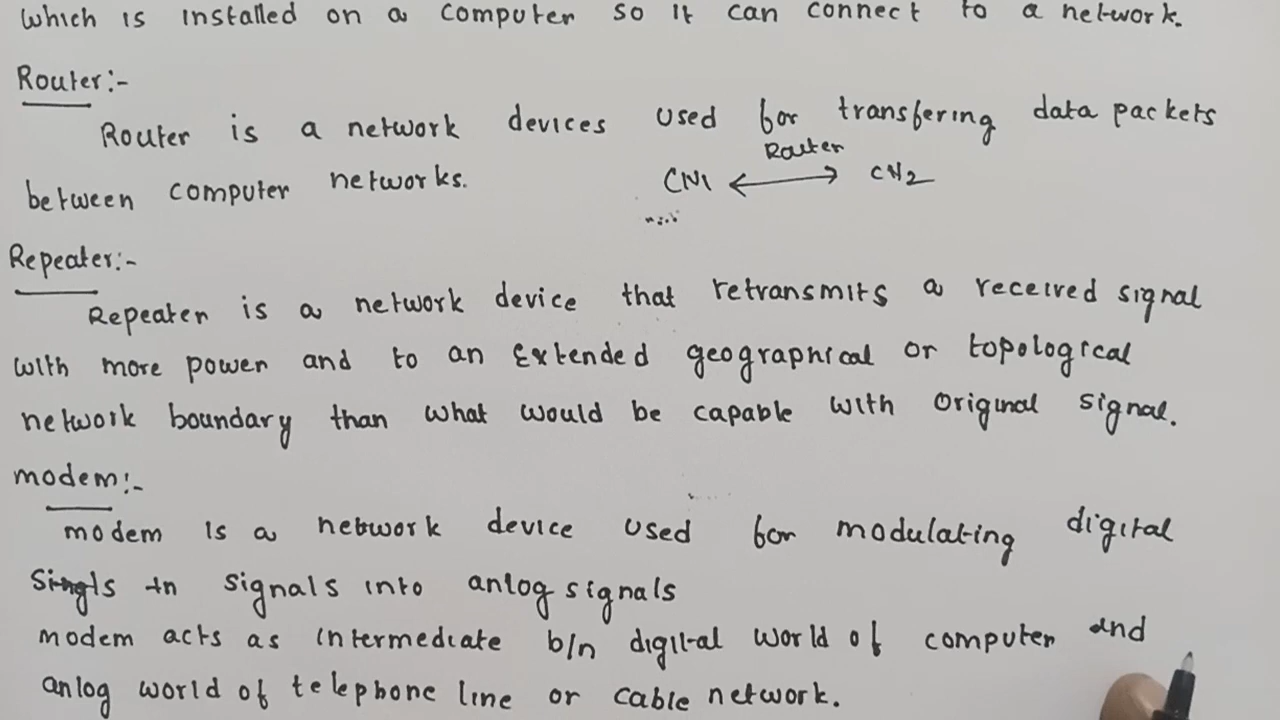 which is installed on a computer so it can connect to a network.
Router:-
Router is a network devices used for transfering data packets
between computer networks.
Router
CN1 ⟷ CN2
Repeater:-
Repeater is a network device that retransmits a received signal
with more power and to an Extended geographical or topological
network boundary than what would be capable with original signal.
modem:-
modem is a network device used for modulating digital
signals into anlog signals
modem acts as intermediate b/n digital world of computer and
anlog world of telephone line or cable network.